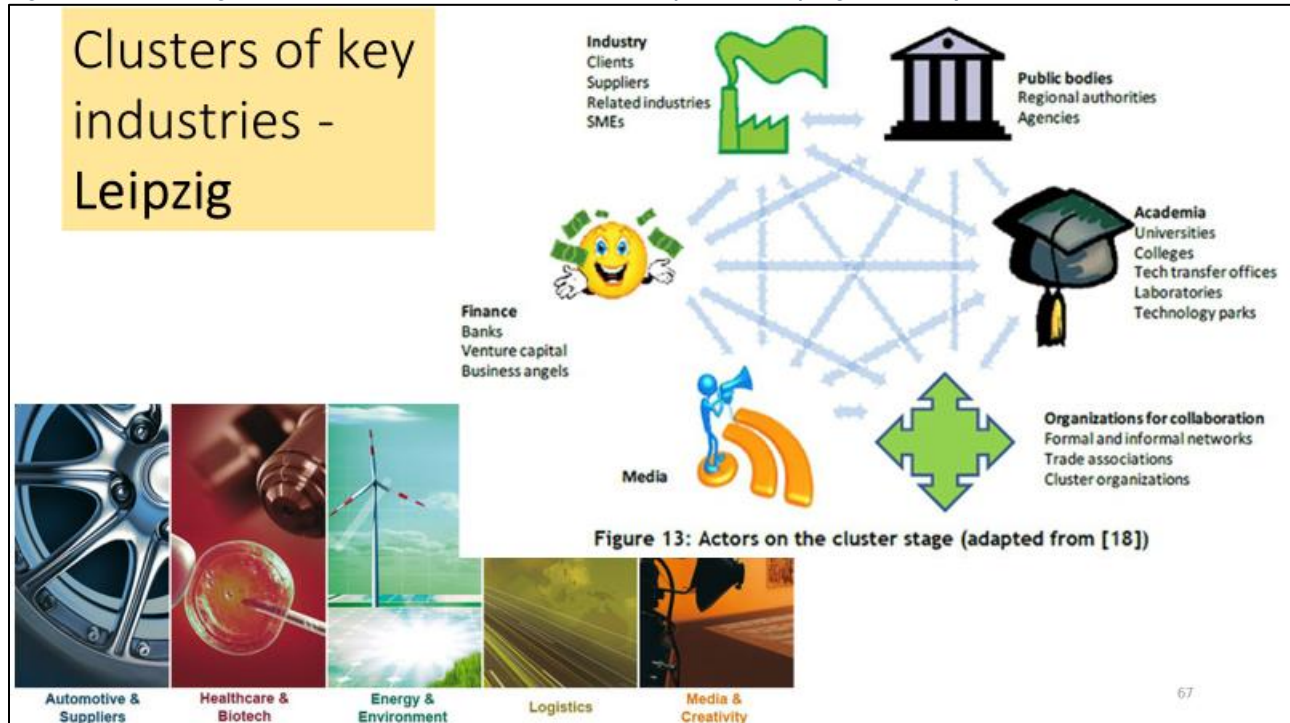 Clusters of key
industries -
Leipzig
Industry
Clients
Suppliers
Related industries
SMEs
Public bodies
Regional authorities
Agencies
Academia
Universities
Colleges
Tech transfer offices
Laboratories
Technology parks
Finance
Banks
Venture capital
Business angels
Media
Organizations for collaboration
Formal and informal networks
Trade associations
Cluster organizations
Figure 13: Actors on the cluster stage (adapted from [18])
Automotive &
Suppliers
Healthcare &
Biotech
Energy &
Environment
Logistics
Media &
Creativity
67